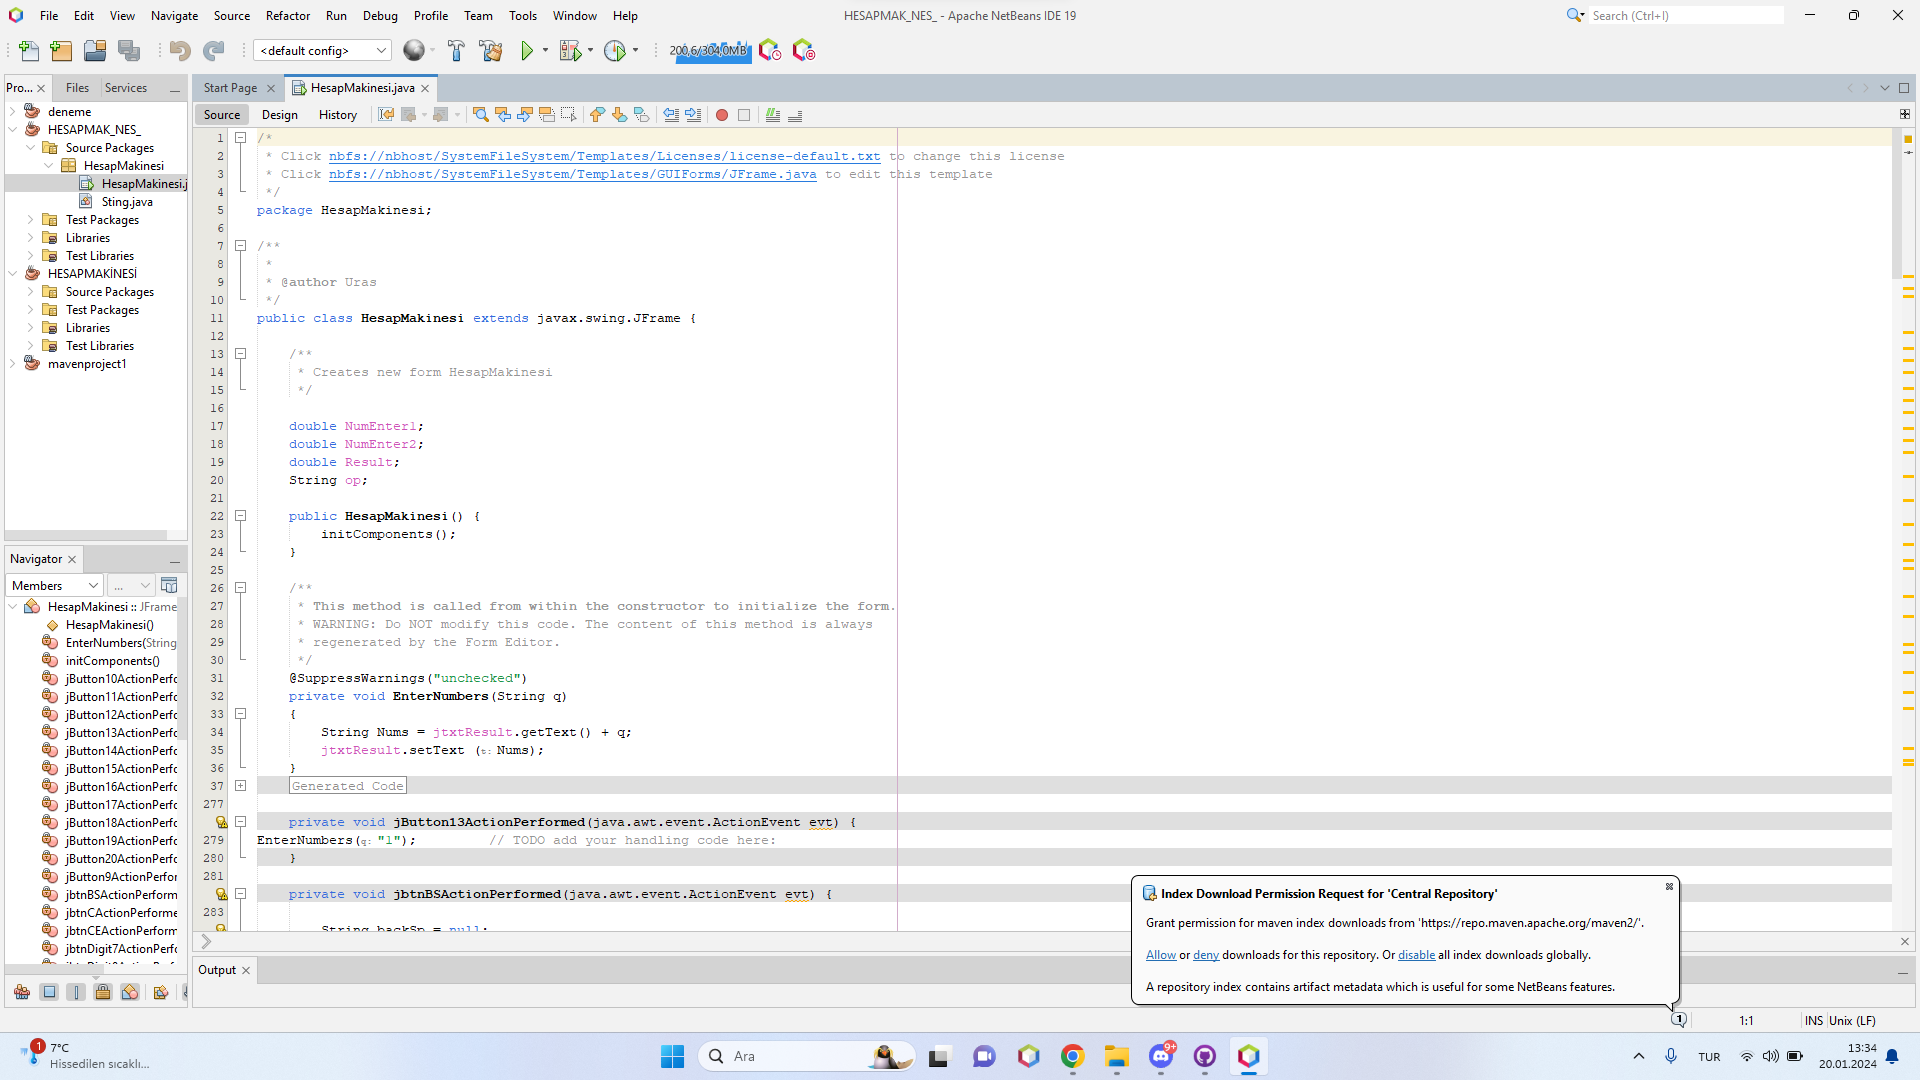 File Edit View Navigate Source Refactor Run Debug Profile Team Tools Window Help
HESAPMAK_NES_ - Apache NetBeans IDE 19
Search (Ctrl+I)
<default config>
200,6/304,0MB
Pro... Files Services
Start Page HesapMakinesi.java
Source Design History
deneme
HESAPMAK_NES_
Source Packages
HesapMakinesi
HesapMakinesi.j
Sting.java
Test Packages
Libraries
Test Libraries
HESAPMAKİNESİ
Source Packages
Test Packages
Libraries
Test Libraries
mavenproject1
Navigator
Members ...
HesapMakinesi :: JFrame
HesapMakinesi()
EnterNumbers(String
initComponents()
jButton10ActionPerfo
jButton11ActionPerfo
jButton12ActionPerfo
jButton13ActionPerfo
jButton14ActionPerfo
jButton15ActionPerfo
jButton16ActionPerfo
jButton17ActionPerfo
jButton18ActionPerfo
jButton19ActionPerfo
jButton20ActionPerfo
jButton9ActionPerfor
jbtnBSActionPerform
jbtnCActionPerforme
jbtnCEActionPerform
jbtnDigit7ActionPerfo
1 /*
2 * Click nbfs://nbhost/SystemFileSystem/Templates/Licenses/license-default.txt to change this license
3 * Click nbfs://nbhost/SystemFileSystem/Templates/GUIForms/JFrame.java to edit this template
4 */
5 package HesapMakinesi;
6
7 /**
8 *
9 * @author Uras
10 */
11 public class HesapMakinesi extends javax.swing.JFrame {
12
13 /**
14 * Creates new form HesapMakinesi
15 */
16
17 double NumEnter1;
18 double NumEnter2;
19 double Result;
20 String op;
21
22 public HesapMakinesi() {
23 initComponents();
24 }
25
26 /**
27 * This method is called from within the constructor to initialize the form.
28 * WARNING: Do NOT modify this code. The content of this method is always
29 * regenerated by the Form Editor.
30 */
31 @SuppressWarnings("unchecked")
32 private void EnterNumbers(String q)
33 {
34 String Nums = jtxtResult.getText() + q;
35 jtxtResult.setText (t: Nums);
36 }
37 Generated Code
277
private void jButton13ActionPerformed(java.awt.event.ActionEvent evt) {
279 EnterNumbers(q: "1"); // TODO add your handling code here:
280 }
281
private void jbtnBSActionPerformed(java.awt.event.ActionEvent evt) {
283
String backSp = null;
Output
Index Download Permission Request for 'Central Repository'
Grant permission for maven index downloads from 'https://repo.maven.apache.org/maven2/'.
Allow or deny downloads for this repository. Or disable all index downloads globally.
A repository index contains artifact metadata which is useful for some NetBeans features.
1
1:1 INS Unix (LF)
1
7°C
Hissedilen sıcaklı...
Ara
9+
TUR
13:34
20.01.2024